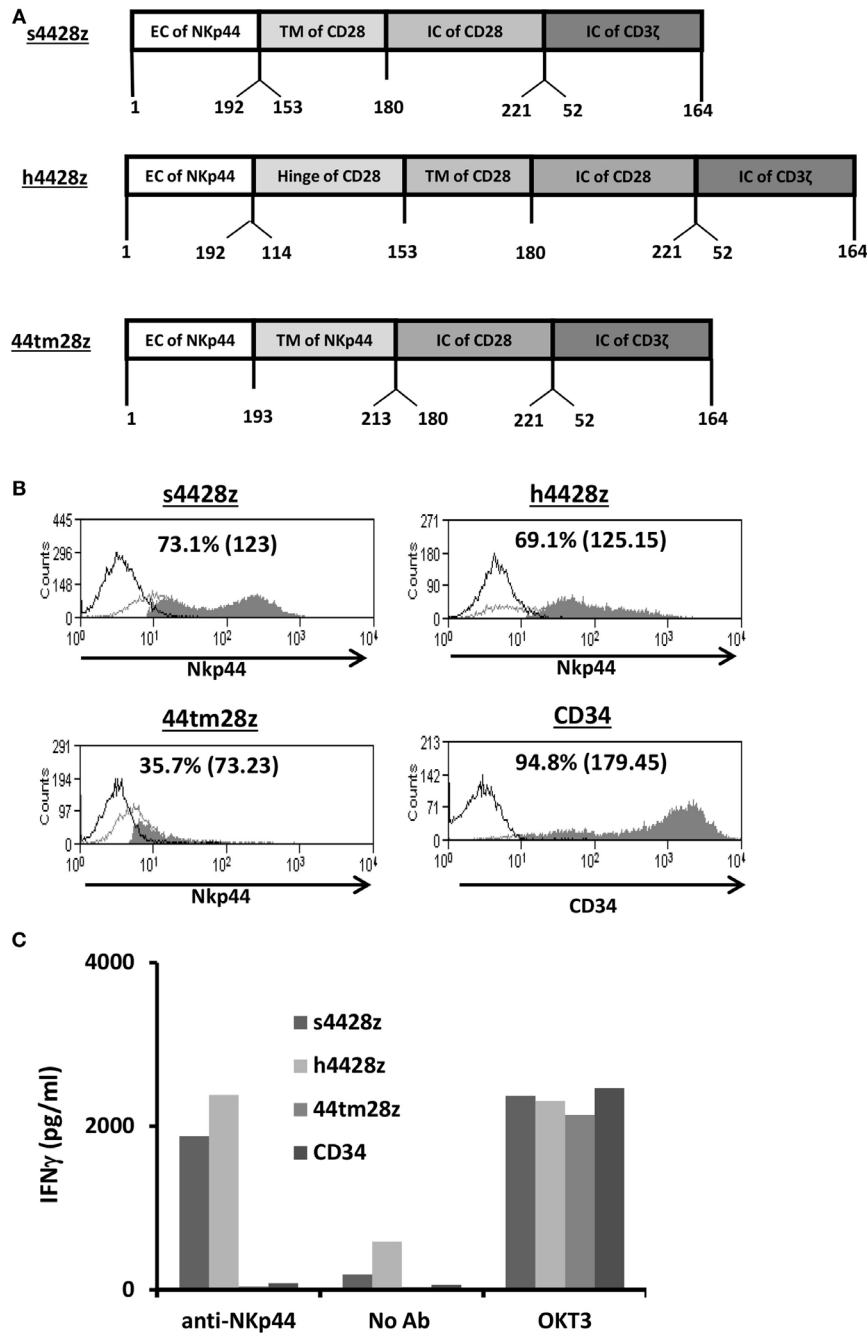 A
s4428z
EC of NKp44 TM of CD28 IC of CD28 IC of CD3ζ
1 192 153 180 221 52 164
h4428z
EC of NKp44 Hinge of CD28 TM of CD28 IC of CD28 IC of CD3ζ
1 192 114 153 180 221 52 164
44tm28z
EC of NKp44 TM of NKp44 IC of CD28 IC of CD3ζ
1 193 213 180 221 52 164
B
s4428z
73.1% (123)
Counts
445
296
148
0
10⁰ 10¹ 10² 10³ 10⁴
Nkp44
h4428z
69.1% (125.15)
Counts
271
180
90
0
10⁰ 10¹ 10² 10³ 10⁴
Nkp44
44tm28z
35.7% (73.23)
Counts
291
194
97
0
10⁰ 10¹ 10² 10³ 10⁴
Nkp44
CD34
94.8% (179.45)
Counts
213
142
71
0
10⁰ 10¹ 10² 10³ 10⁴
CD34
C
IFNγ (pg/ml)
4000
2000
0
s4428z
h4428z
44tm28z
CD34
anti-NKp44 No Ab OKT3